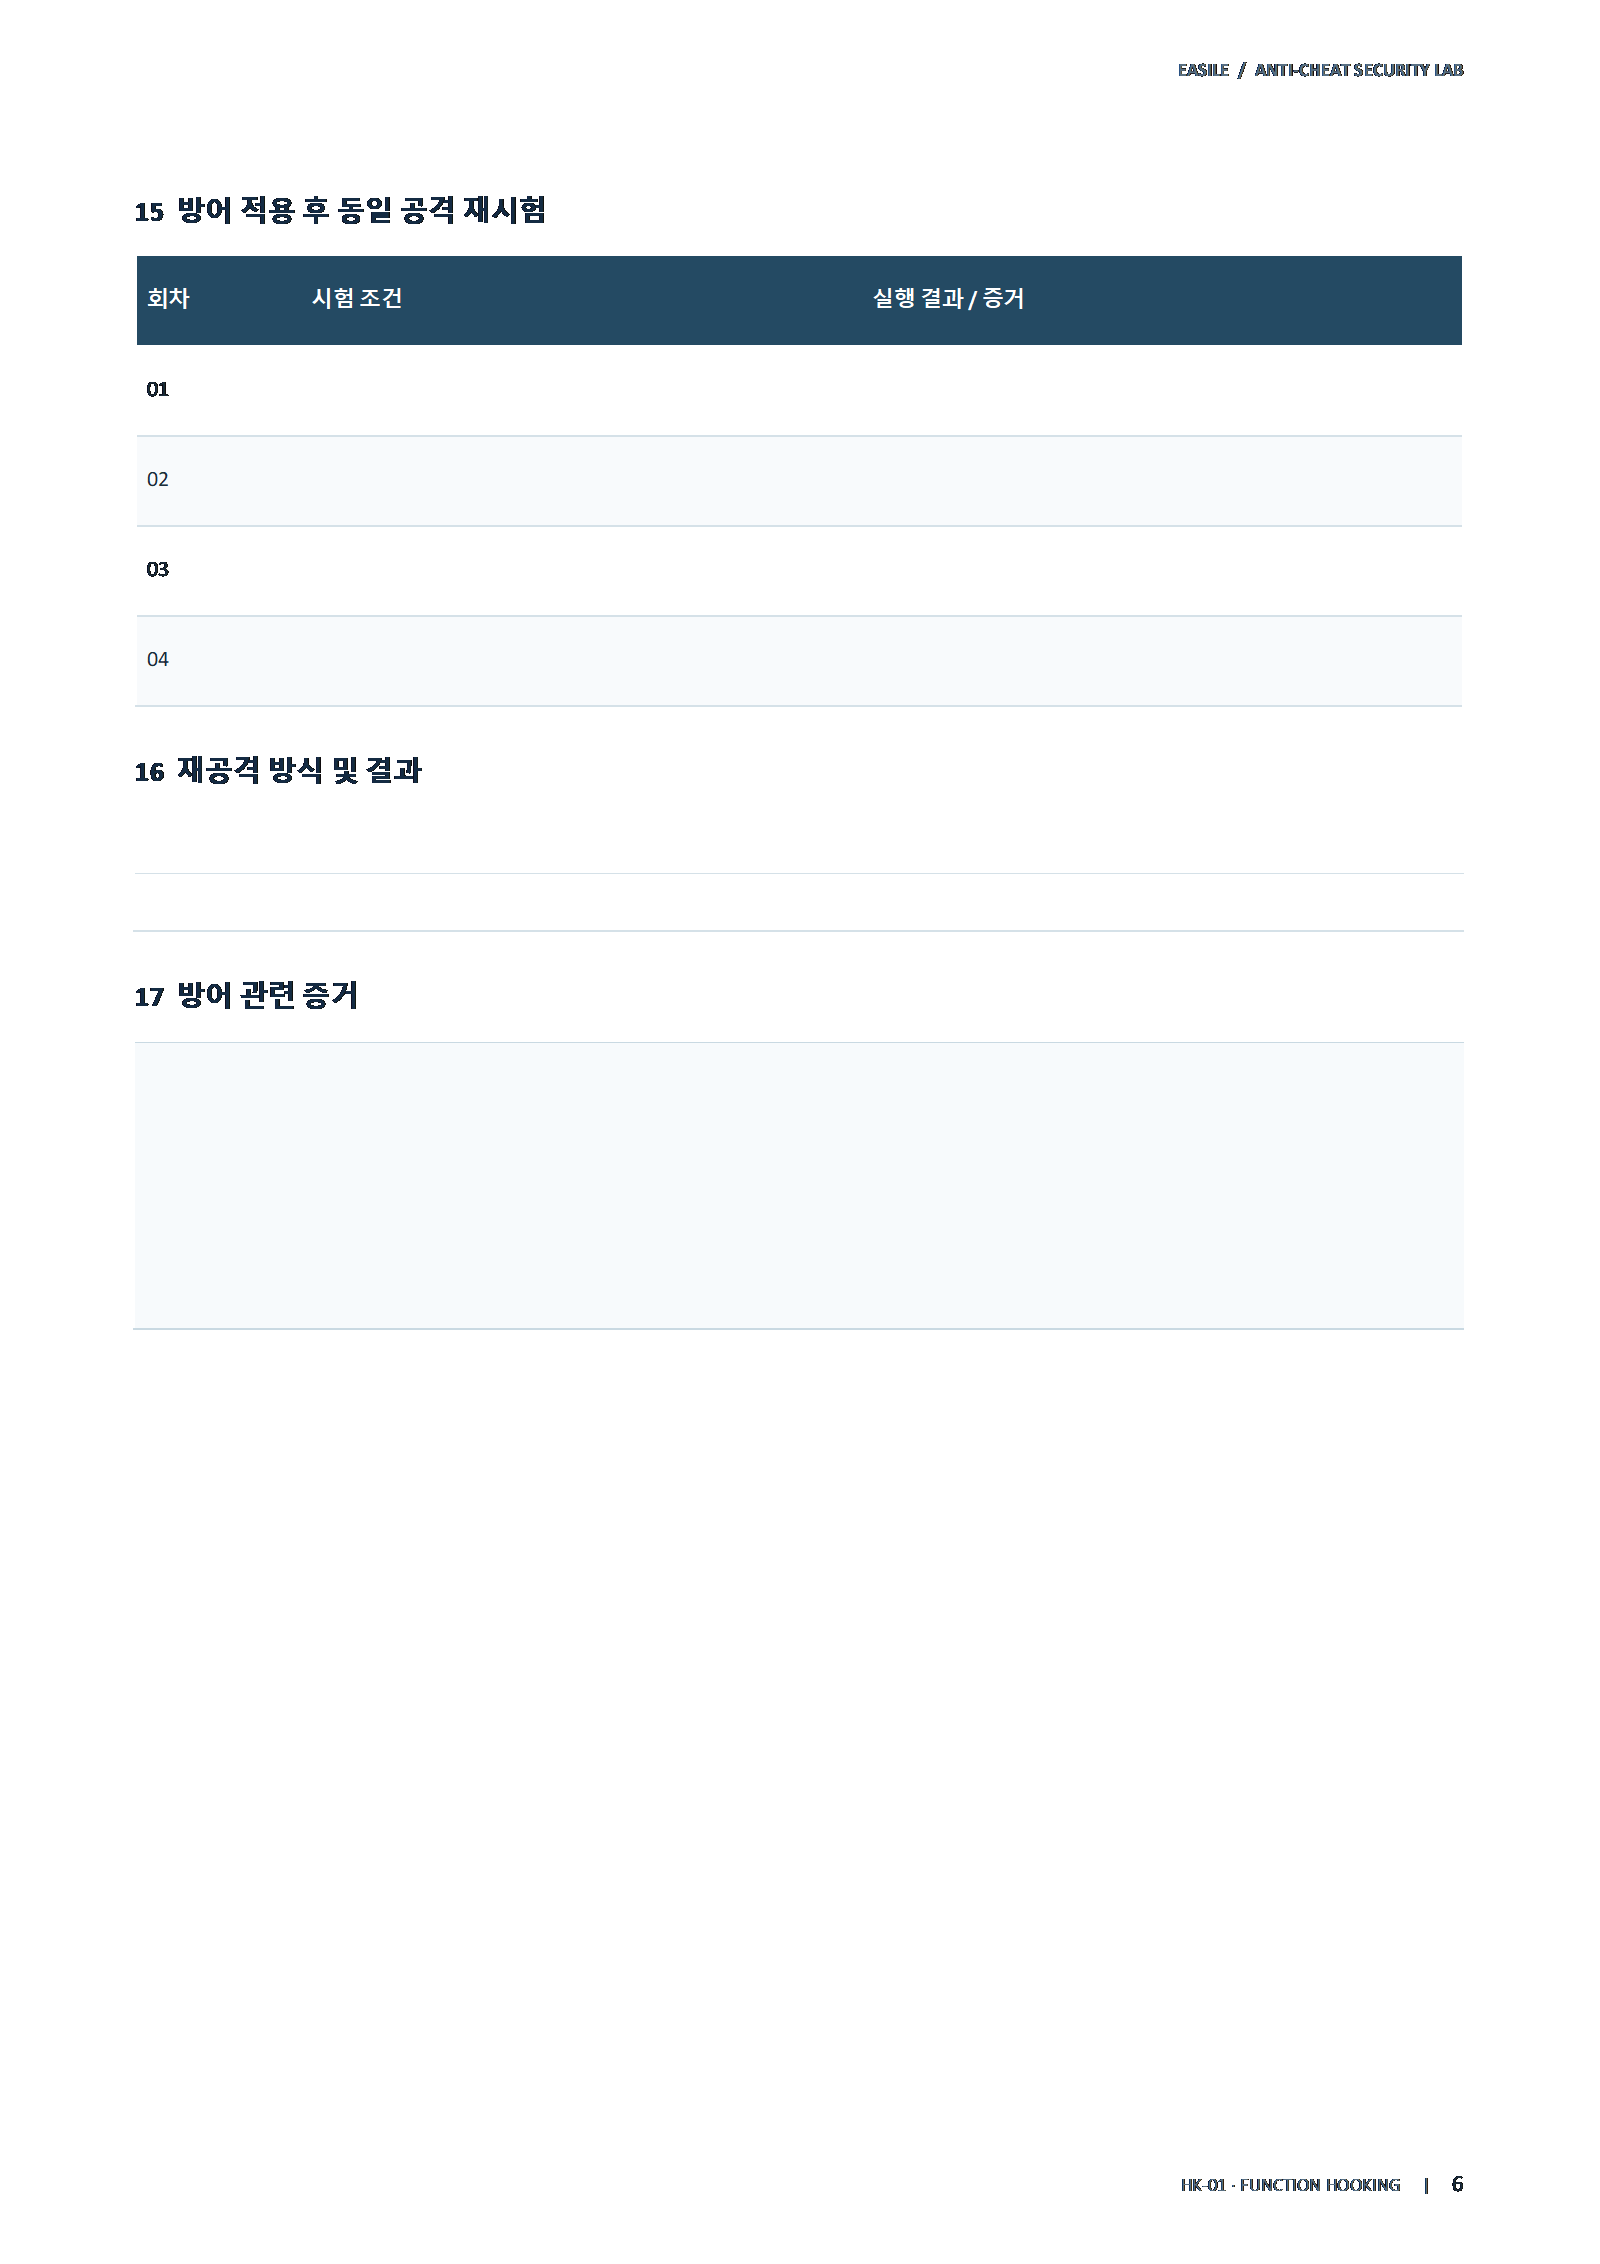 EASILE / ANTI-CHEAT SECURITY LAB
15 방어 적용 후 동일 공격 재시험
회차 시험 조건 실행 결과 / 증거
01
02
03
04
16 재공격 방식 및 결과
17 방어 관련 증거
HK-01 · FUNCTION HOOKING | 6